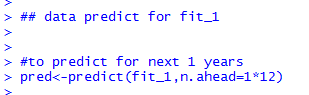 >
> ## data predict for fit_1
>
>
> #to predict for next 1 years
> pred<-predict(fit_1,n.ahead=1*12)
>